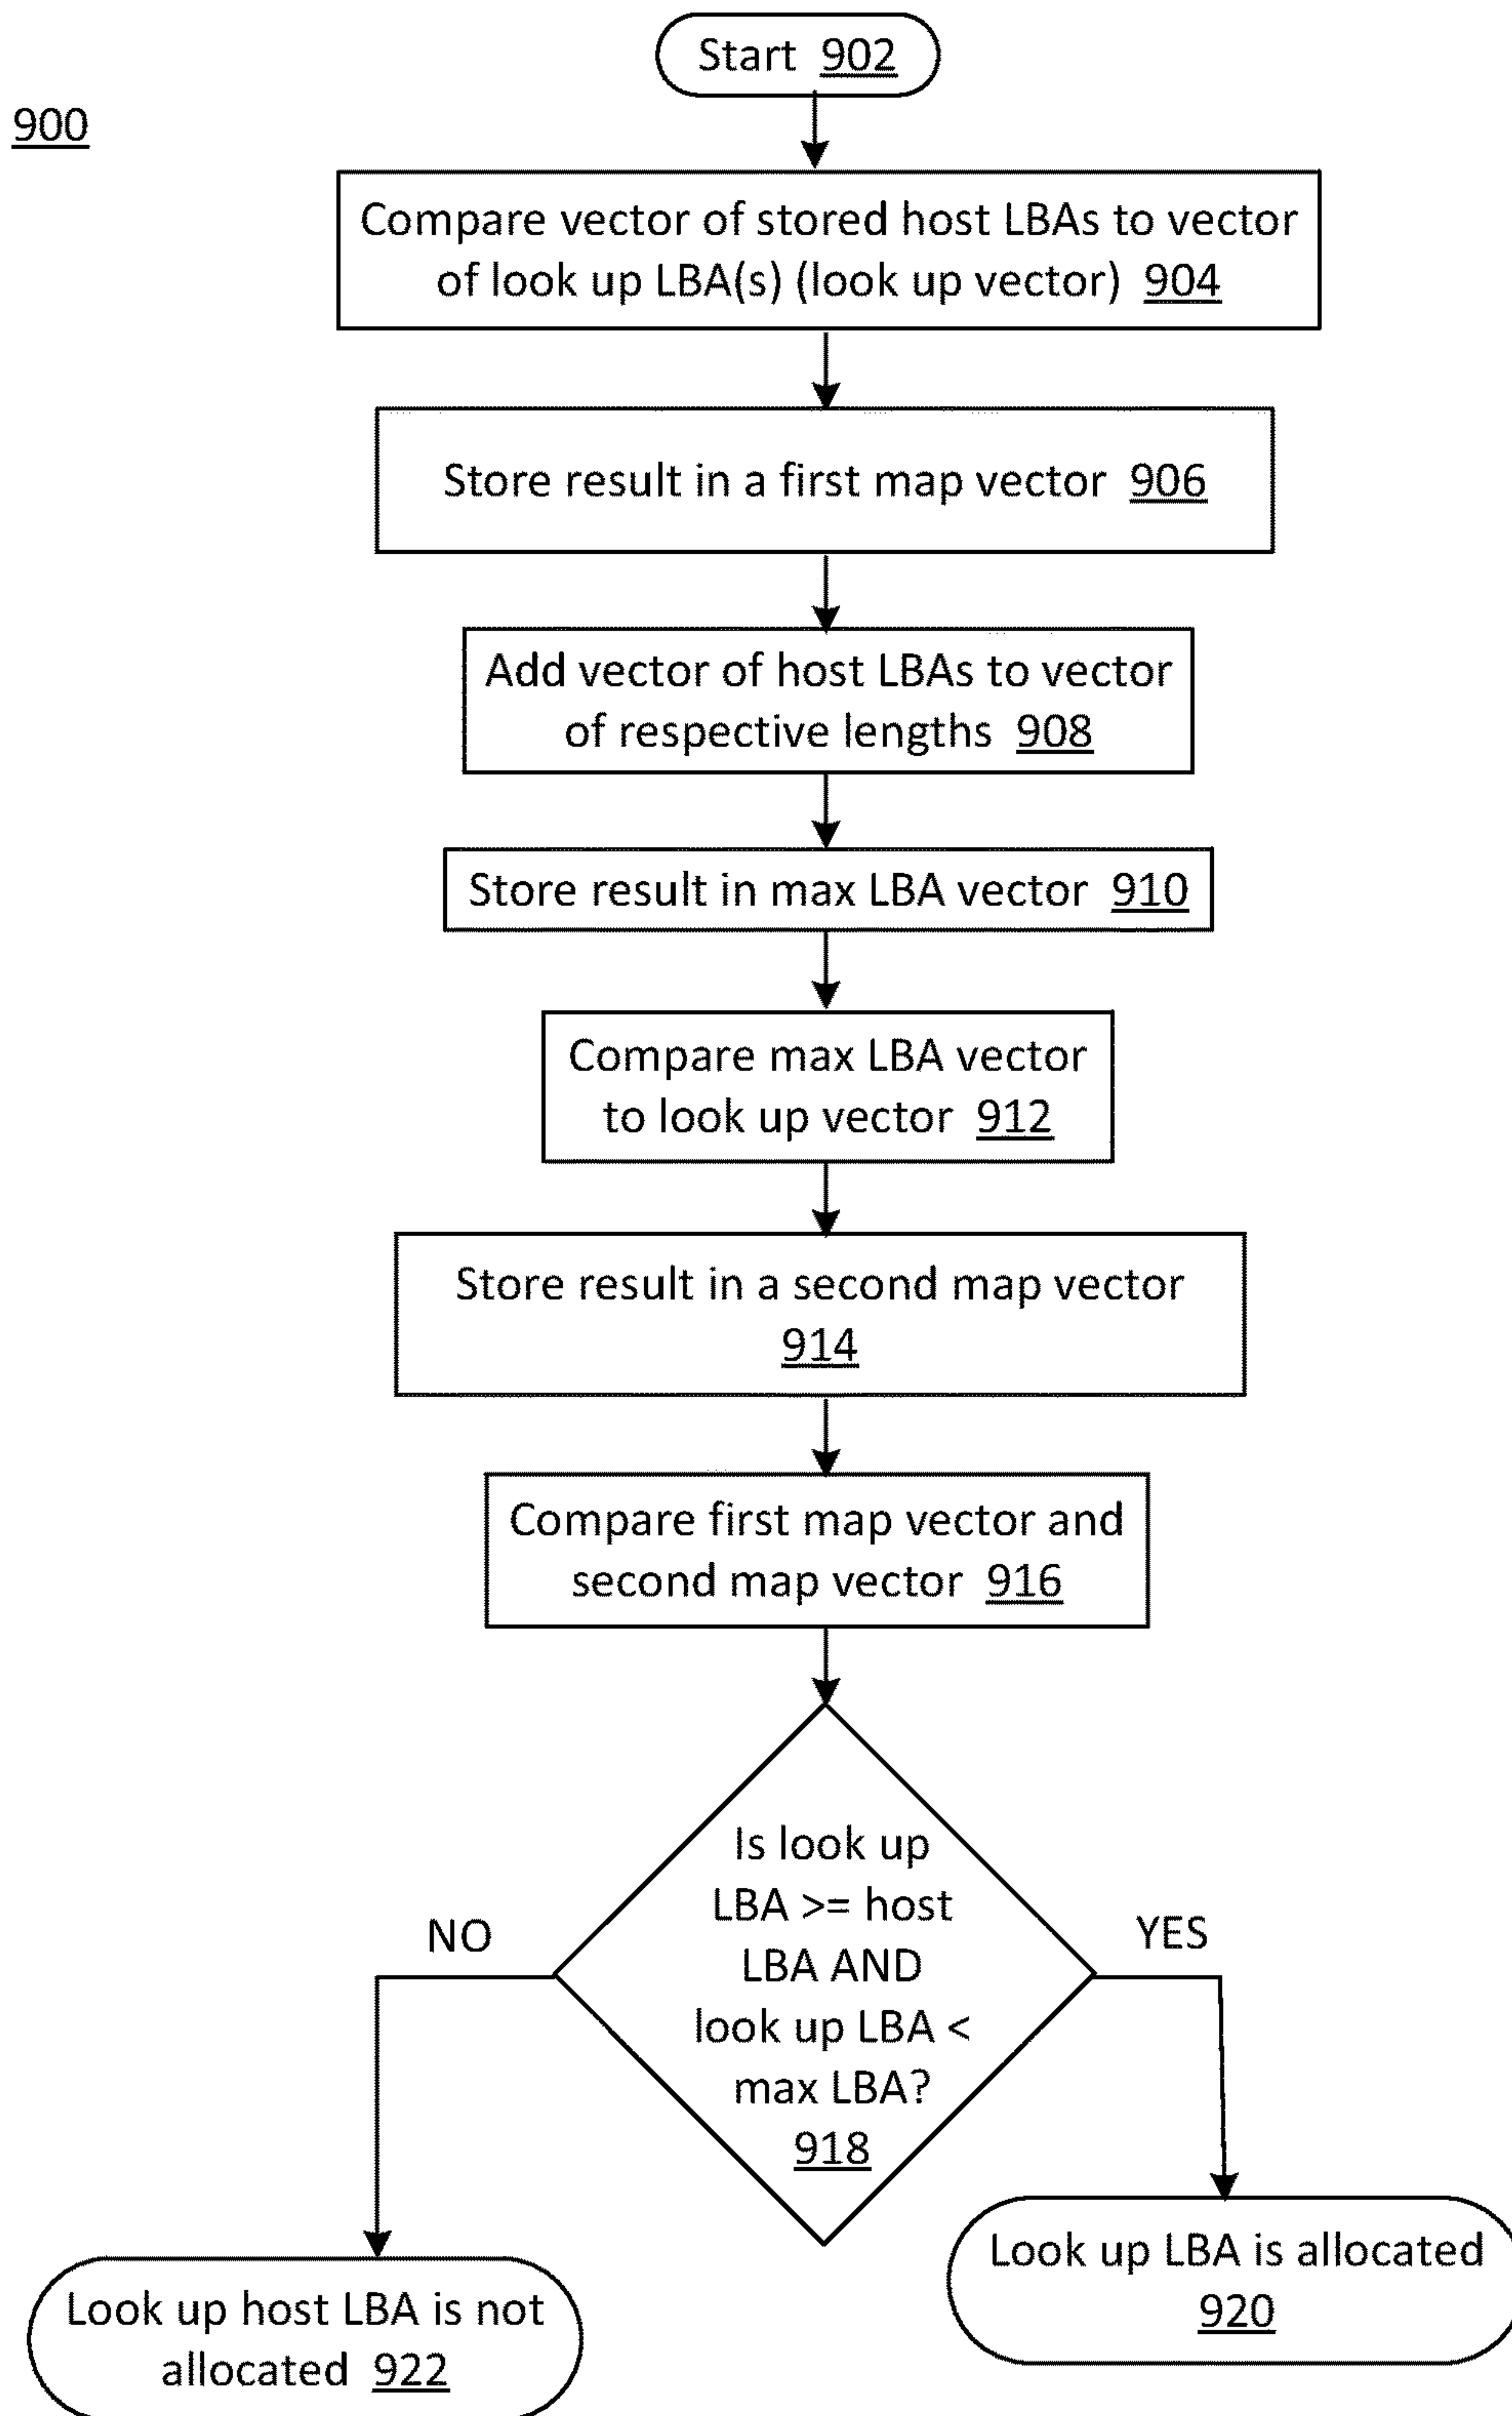 Start 902
900
Compare vector of stored host LBAs to vector
of look up LBA(s) (look up vector) 904
Store result in a first map vector 906
Add vector of host LBAs to vector
of respective lengths 908
Store result in max LBA vector 910
Compare max LBA vector
to look up vector 912
Store result in a second map vector
914
Compare first map vector and
second map vector 916
Is look up
LBA >= host
LBA AND
look up LBA <
max LBA?
918
NO
YES
Look up LBA is allocated
920
Look up host LBA is not
allocated 922